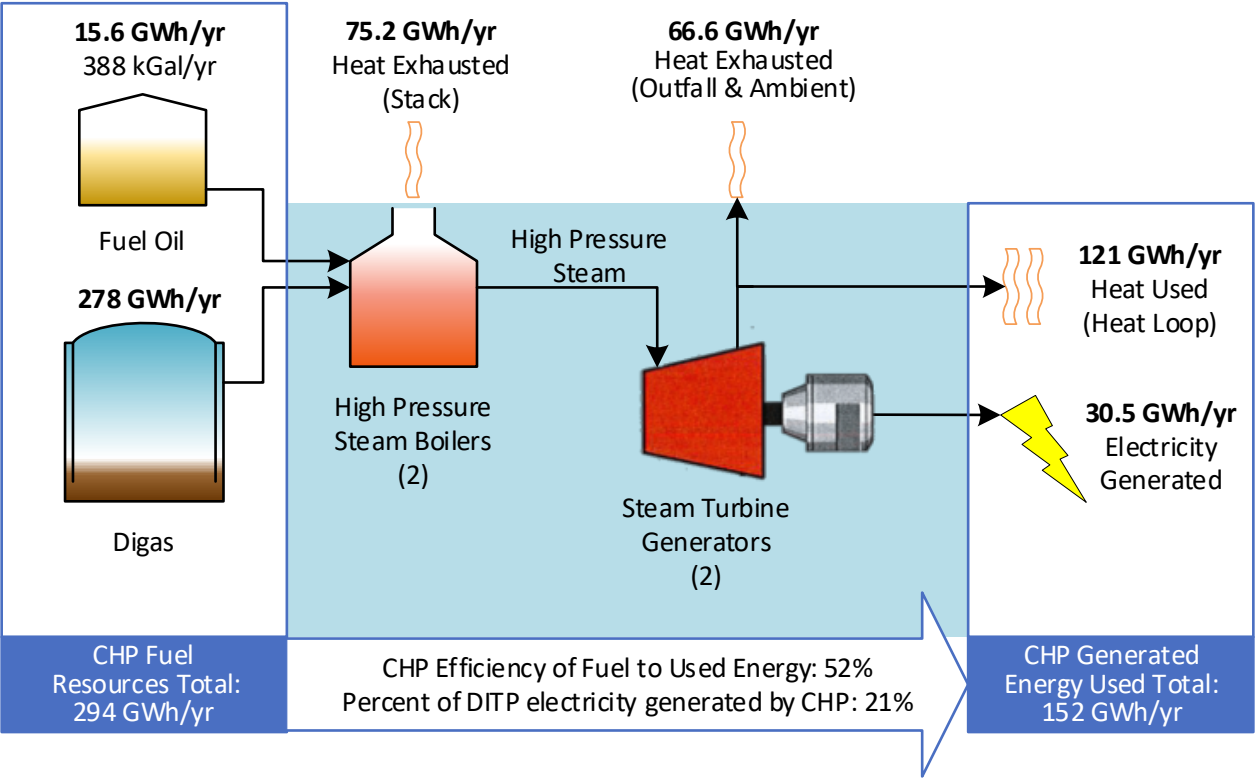 15.6 GWh/yr
388 kGal/yr
Fuel Oil
278 GWh/yr
Digas
CHP Fuel
Resources Total:
294 GWh/yr
75.2 GWh/yr
Heat Exhausted
(Stack)
High Pressure
Steam Boilers
(2)
High Pressure
Steam
66.6 GWh/yr
Heat Exhausted
(Outfall & Ambient)
Steam Turbine
Generators
(2)
121 GWh/yr
Heat Used
(Heat Loop)
30.5 GWh/yr
Electricity
Generated
CHP Efficiency of Fuel to Used Energy: 52%
Percent of DITP electricity generated by CHP: 21%
CHP Generated
Energy Used Total:
152 GWh/yr